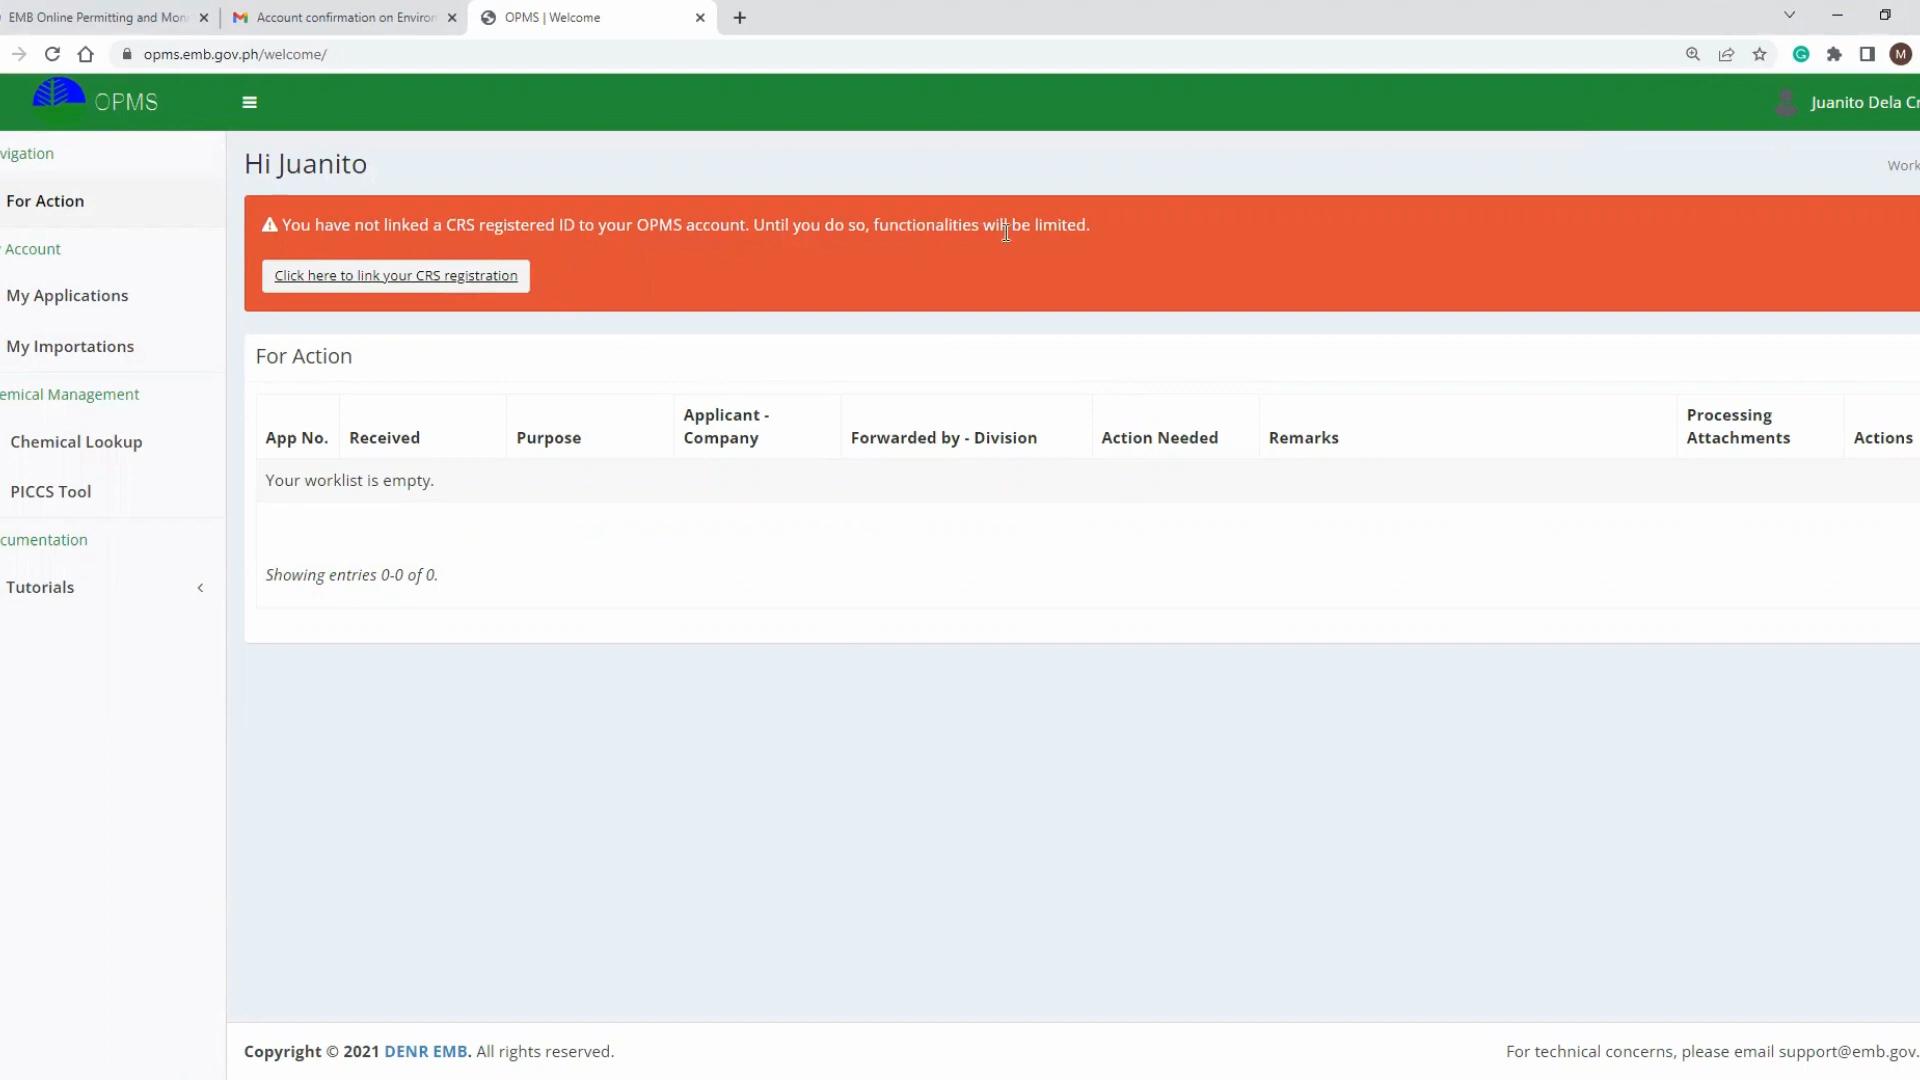 EMB Online Permitting and Mon
Account confirmation on Enviror
OPMS | Welcome
opms.emb.gov.ph/welcome/
M
OPMS
Juanito Dela Cr
vigation
For Action
Account
My Applications
My Importations
emical Management
Chemical Lookup
PICCS Tool
cumentation
Tutorials
Hi Juanito
Work
You have not linked a CRS registered ID to your OPMS account. Until you do so, functionalities will be limited.
Click here to link your CRS registration
For Action
App No. Received Purpose Applicant - Company Forwarded by - Division Action Needed Remarks Processing Attachments Actions
Your worklist is empty.
Showing entries 0-0 of 0.
Copyright © 2021 DENR EMB. All rights reserved.
For technical concerns, please email support@emb.gov.